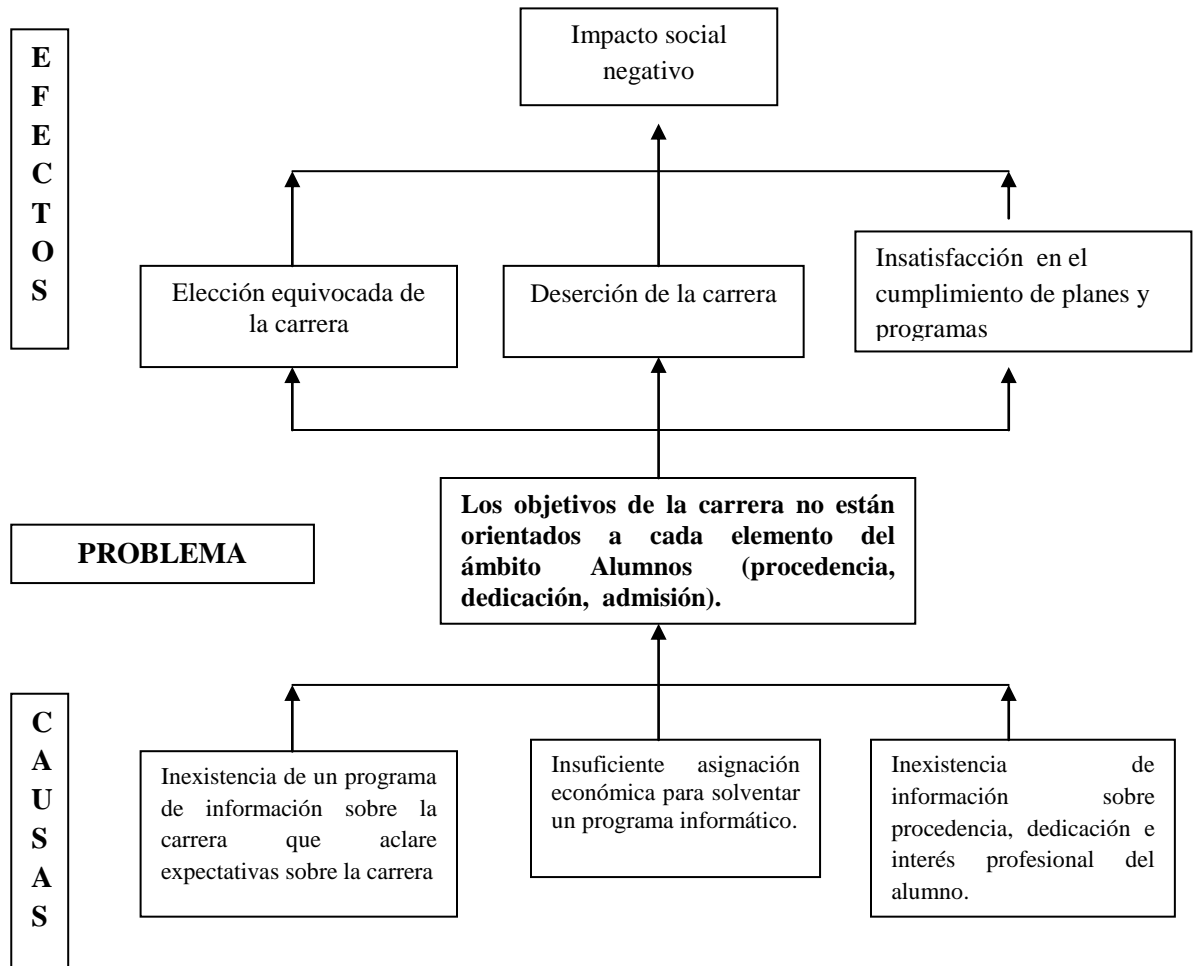 E
F
E
C
T
O
S
Impacto social
negativo
Elección equivocada de
la carrera
Deserción de la carrera
Insatisfacción en el
cumplimiento de planes y
programas
PROBLEMA
Los objetivos de la carrera no están
orientados a cada elemento del
ámbito Alumnos (procedencia,
dedicación, admisión).
C
A
U
S
A
S
Inexistencia de un programa
de información sobre la
carrera que aclare
expectativas sobre la carrera
Insuficiente asignación
económica para solventar
un programa informático.
Inexistencia de
información sobre
procedencia, dedicación e
interés profesional del
alumno.